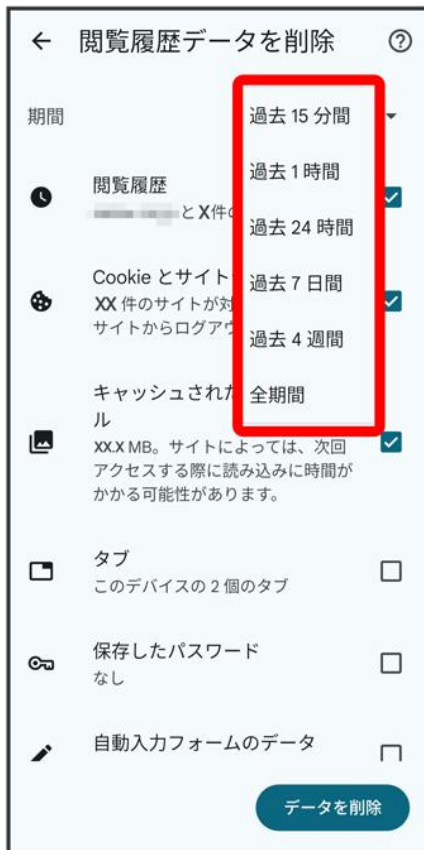 閲覧履歴データを削除
期間
過去 15 分間
過去 1 時間
過去 24 時間
過去 7 日間
過去 4 週間
全期間
閲覧履歴
とX件の
Cookie とサイト
XX 件のサイトが対
サイトからログアウ
キャッシュされた
ル
XX.X MB。サイトによっては、次回
アクセスする際に読み込みに時間が
かかる可能性があります。
タブ
このデバイスの 2 個のタブ
保存したパスワード
なし
自動入力フォームのデータ
データを削除